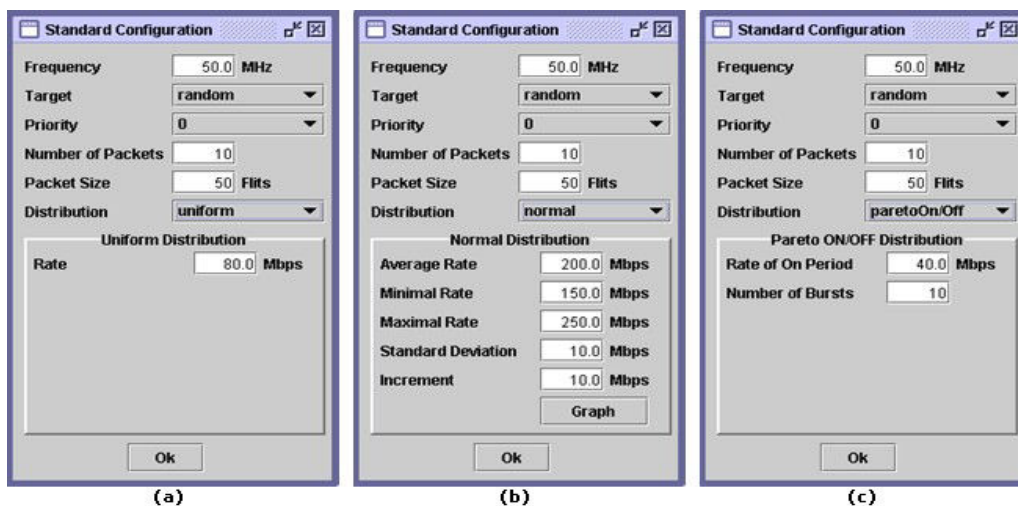 Standard Configuration
Frequency 50.0 MHz
Target random
Priority 0
Number of Packets 10
Packet Size 50 Flits
Distribution uniform
Uniform Distribution
Rate 80.0 Mbps
Ok
(a)
Standard Configuration
Frequency 50.0 MHz
Target random
Priority 0
Number of Packets 10
Packet Size 50 Flits
Distribution normal
Normal Distribution
Average Rate 200.0 Mbps
Minimal Rate 150.0 Mbps
Maximal Rate 250.0 Mbps
Standard Deviation 10.0 Mbps
Increment 10.0 Mbps
Graph
Ok
(b)
Standard Configuration
Frequency 50.0 MHz
Target random
Priority 0
Number of Packets 10
Packet Size 50 Flits
Distribution paretoOn/Off
Pareto ON/OFF Distribution
Rate of On Period 40.0 Mbps
Number of Bursts 10
Ok
(c)